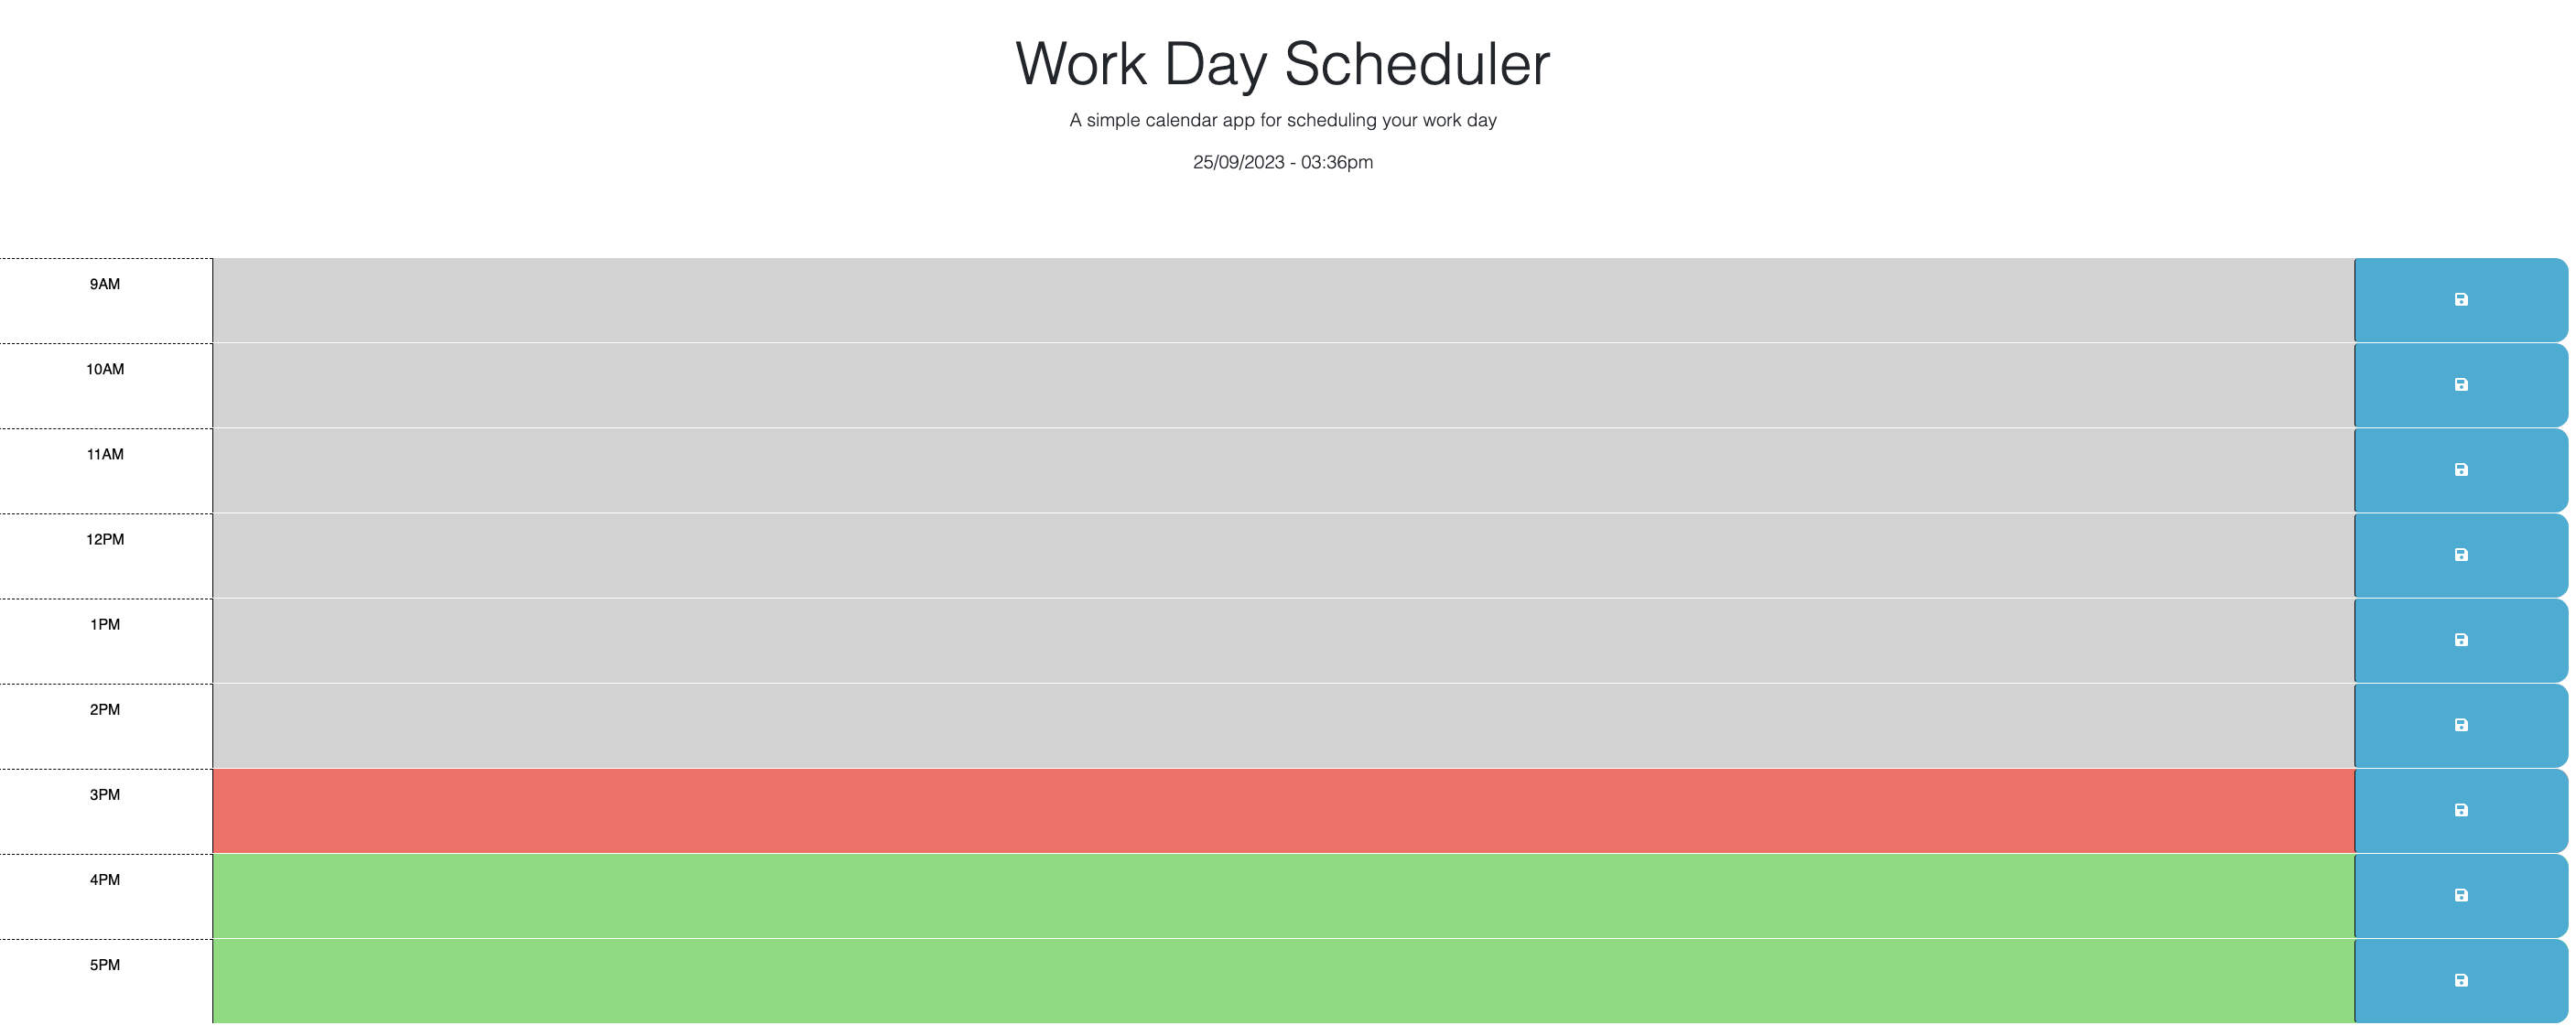 Work Day Scheduler
A simple calendar app for scheduling your work day
25/09/2023 - 03:36pm
9AM
10AM
11AM
12PM
1PM
2PM
3PM
4PM
5PM